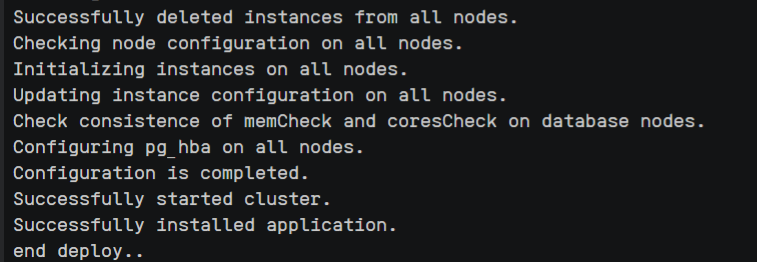 Successfully deleted instances from all nodes.
Checking node configuration on all nodes.
Initializing instances on all nodes.
Updating instance configuration on all nodes.
Check consistence of memCheck and coresCheck on database nodes.
Configuring pg_hba on all nodes.
Configuration is completed.
Successfully started cluster.
Successfully installed application.
end deploy..